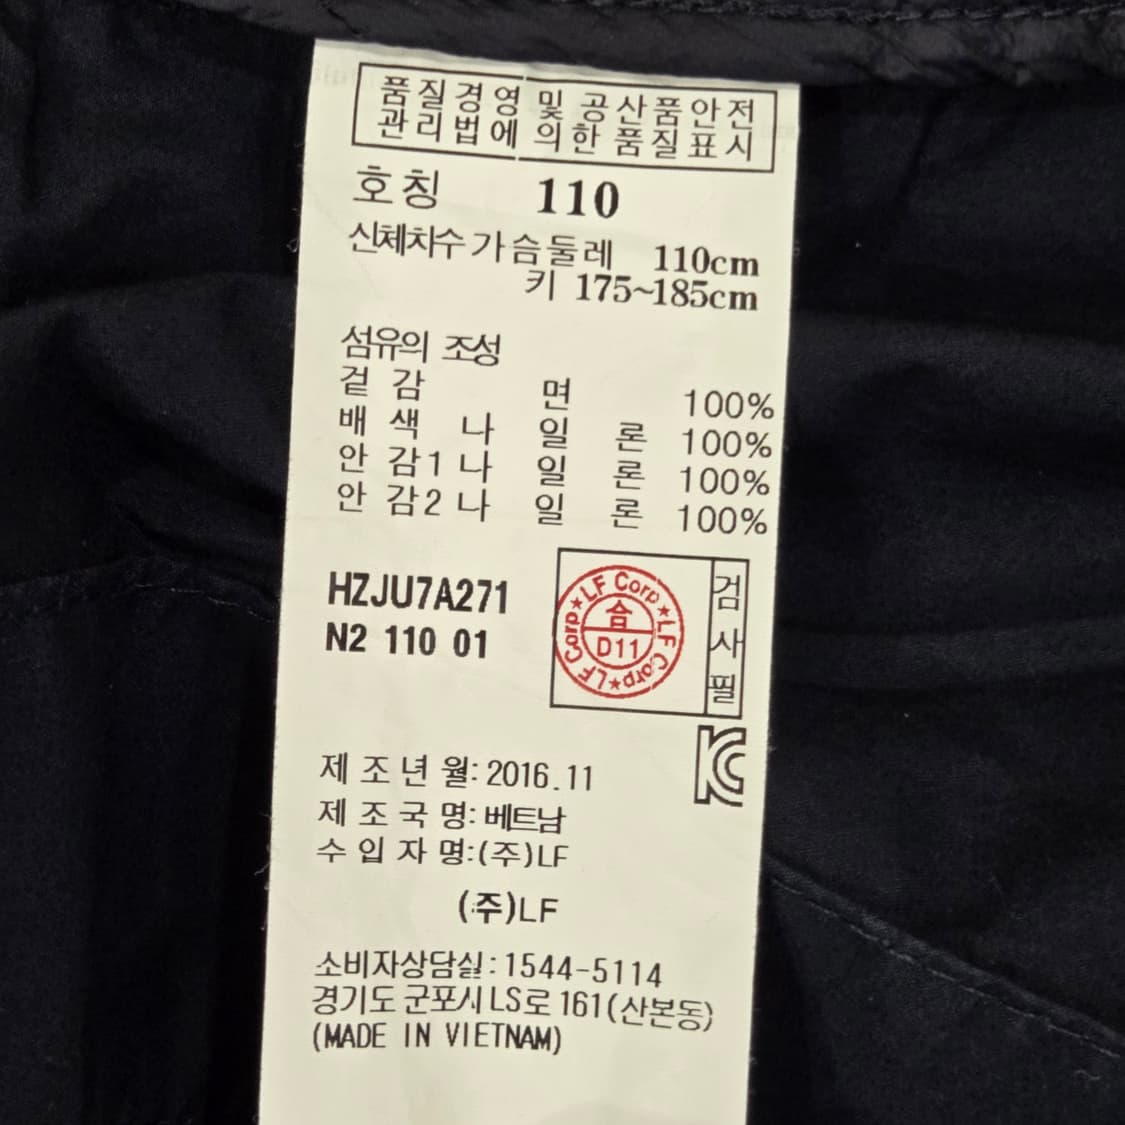 품질경영 및 공산품안전
관리법에 의한 품질표시
호칭 110
신체치수 가슴둘레 110cm
키 175~185cm
섬유의 조성
겉감 면 100%
배색 나일론 100%
안감1 나일론 100%
안감2 나일론 100%
HZJU7A271
N2 110 01
LF Corp★LF Corp★LF Corp★
合
D11
검사필
KC
제조년월: 2016.11
제조국명: 베트남
수입자명:(주)LF
(주)LF
소비자상담실: 1544-5114
경기도 군포시 LS로 161(산본동)
(MADE IN VIETNAM)